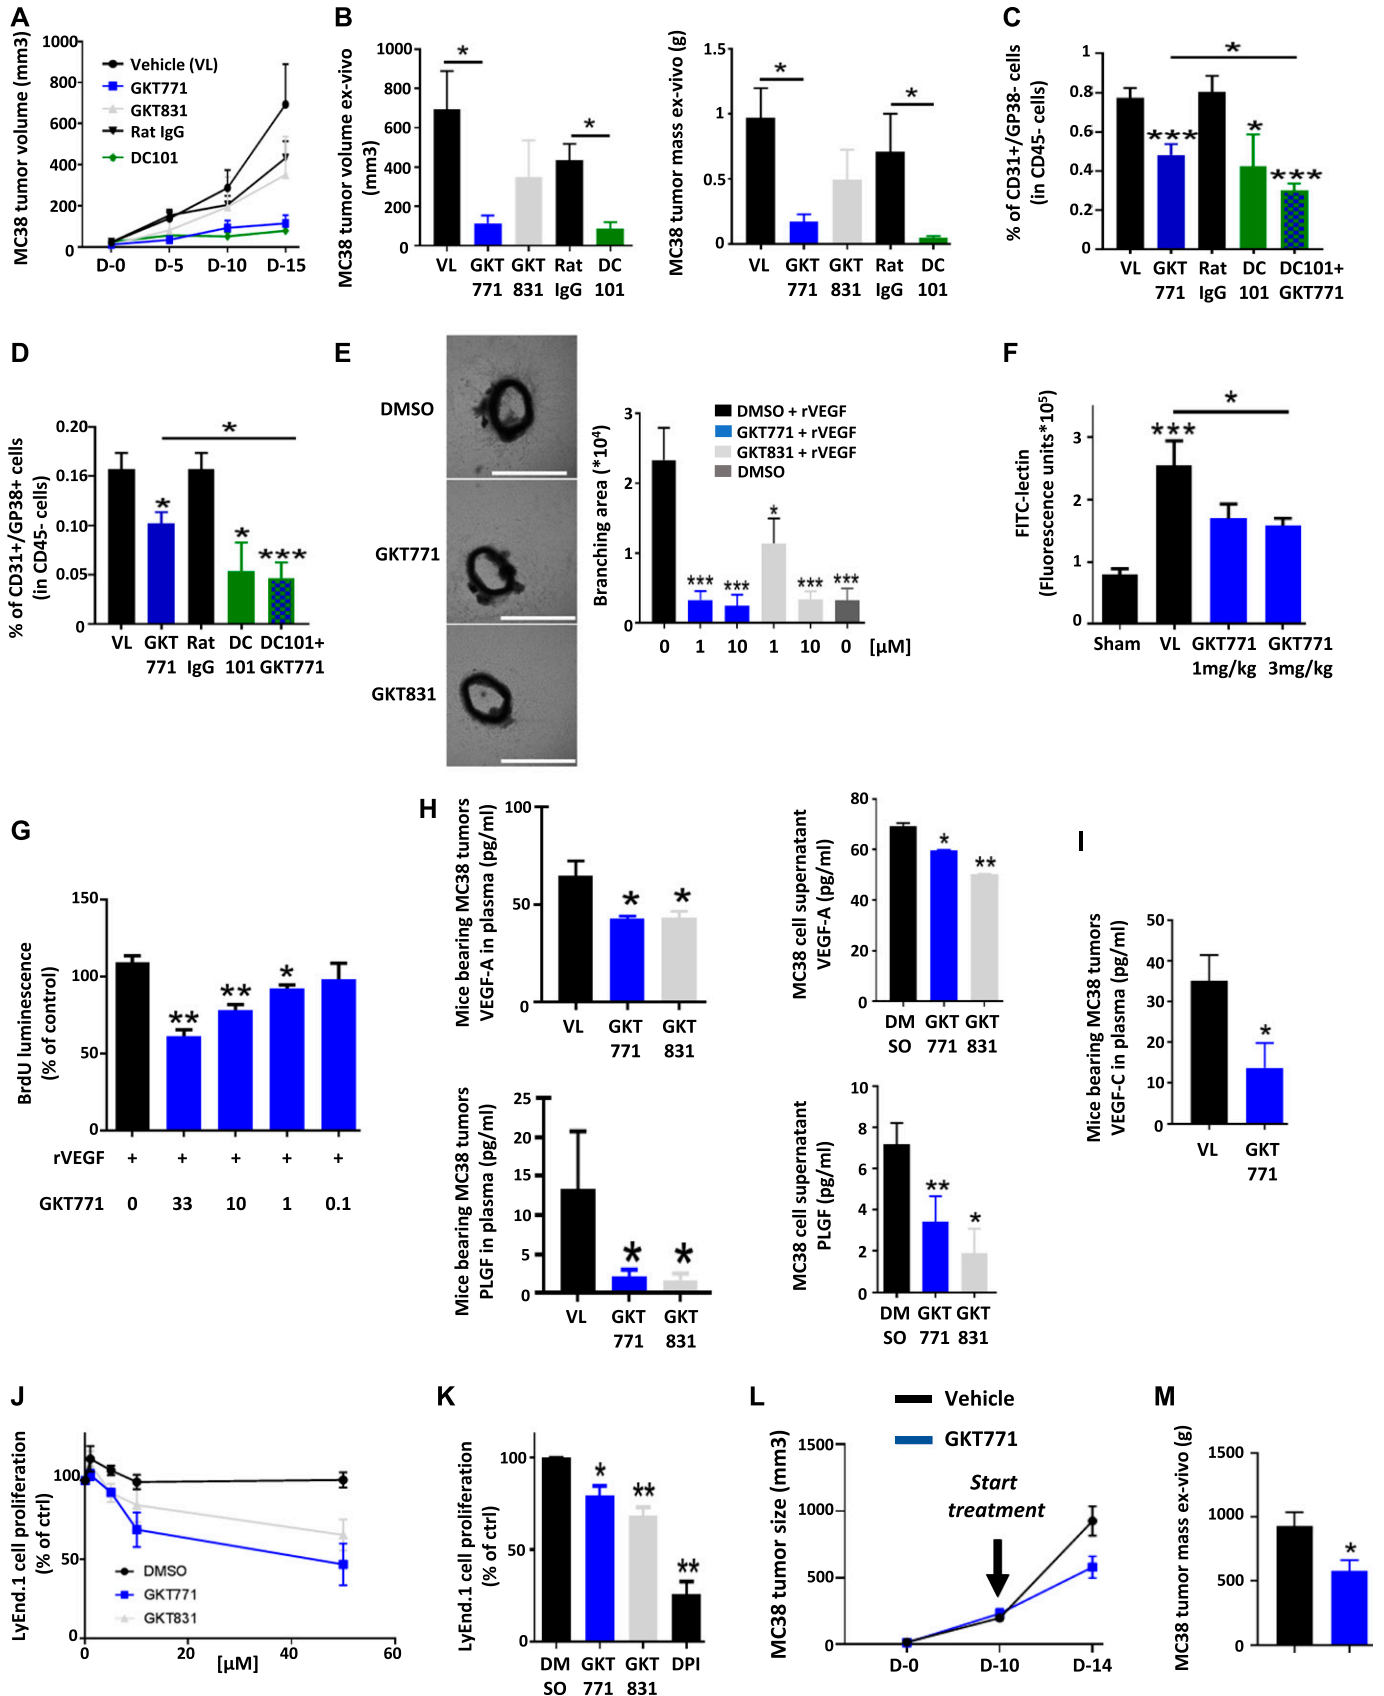 A
MC38 tumor volume (mm3)
1000
800
600
400
200
0
Vehicle (VL)
GKT771
GKT831
Rat IgG
DC101
D-0 D-5 D-10 D-15
B
MC38 tumor volume ex-vivo
(mm3)
1000
800
600
400
200
0
*
*
VL GKT GKT Rat DC
771 831 IgG 101
MC38 tumor mass ex-vivo (g)
1.5
1
0.5
0
*
*
VL GKT GKT Rat DC
771 831 IgG 101
C
% of CD31+/GP38- cells
(in CD45- cells)
1
0.8
0.6
0.4
0.2
0
*
***
*
***
VL GKT Rat DC DC101+
771 IgG 101 GKT771
D
% of CD31+/GP38+ cells
(in CD45- cells)
0.20
0.16
0.10
0.05
0
*
*
*
***
VL GKT Rat DC DC101+
771 IgG 101 GKT771
E
DMSO
GKT771
GKT831
Branching area (*10⁴)
3
2
1
0
DMSO + rVEGF
GKT771 + rVEGF
GKT831 + rVEGF
DMSO
*** *** * *** ***
0 1 10 1 10 0 [µM]
F
FITC-lectin
(Fluorescence units*10⁵)
3
2
1
0
*
***
Sham VL GKT771 GKT771
1mg/kg 3mg/kg
G
BrdU luminescence
(% of control)
150
100
50
0
** ** *
rVEGF + + + + +
GKT771 0 33 10 1 0.1
H
Mice bearing MC38 tumors
VEGF-A in plasma (pg/ml)
100
50
0
* *
VL GKT GKT
771 831
MC38 cell supernatant
VEGF-A (pg/ml)
80
60
40
20
0
* **
DM GKT GKT
SO 771 831
Mice bearing MC38 tumors
PLGF in plasma (pg/ml)
25
20
15
10
5
0
* *
VL GKT GKT
771 831
MC38 cell supernatant
PLGF (pg/ml)
10
8
6
4
2
0
** *
DM GKT GKT
SO 771 831
I
Mice bearing MC38 tumors
VEGF-C in plasma (pg/ml)
50
40
30
20
10
0
*
VL GKT
771
J
LyEnd.1 cell proliferation
(% of ctrl)
100
50
0
DMSO
GKT771
GKT831
0 20 40 60
[µM]
K
LyEnd.1 cell proliferation
(% of ctrl)
100
50
0
* ** **
DM GKT GKT DPI
SO 771 831
L
Vehicle
GKT771
MC38 tumor size (mm3)
1500
1000
500
0
Start
treatment
D-0 D-10 D-14
M
MC38 tumor mass ex-vivo (g)
1500
1000
500
0
*